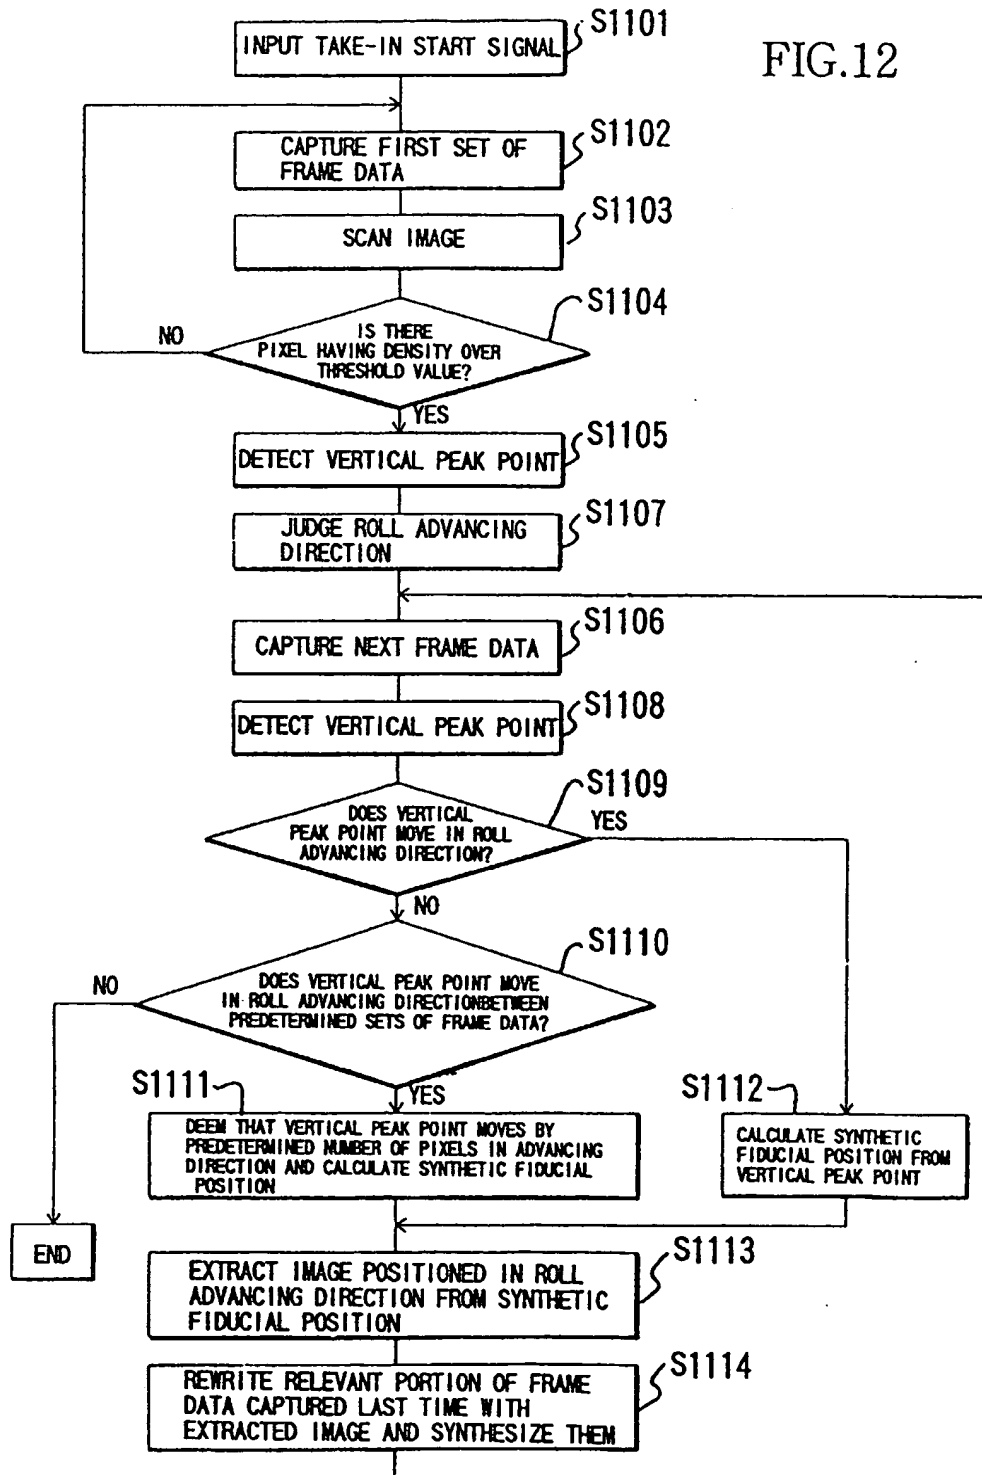 FIG.12
S1101
INPUT TAKE-IN START SIGNAL
S1102
CAPTURE FIRST SET OF
FRAME DATA
S1103
SCAN IMAGE
S1104
NO
IS THERE
PIXEL HAVING DENSITY OVER
THRESHOLD VALUE?
YES
S1105
DETECT VERTICAL PEAK POINT
S1107
JUDGE ROLL ADVANCING
DIRECTION
S1106
CAPTURE NEXT FRAME DATA
S1108
DETECT VERTICAL PEAK POINT
S1109
DOES VERTICAL
PEAK POINT MOVE IN ROLL
ADVANCING DIRECTION?
YES
NO
S1110
NO
DOES VERTICAL PEAK POINT MOVE
IN ROLL ADVANCING DIRECTIONBETWEEN
PREDETERMINED SETS OF FRAME DATA?
YES
S1111
DEEM THAT VERTICAL PEAK POINT MOVES BY
PREDETERMINED NUMBER OF PIXELS IN ADVANCING
DIRECTION AND CALCULATE SYNTHETIC FIDUCIAL
POSITION
S1112
CALCULATE SYNTHETIC
FIDUCIAL POSITION FROM
VERTICAL PEAK POINT
END
S1113
EXTRACT IMAGE POSITIONED IN ROLL
ADVANCING DIRECTION FROM SYNTHETIC
FIDUCIAL POSITION
S1114
REWRITE RELEVANT PORTION OF FRAME
DATA CAPTURED LAST TIME WITH
EXTRACTED IMAGE AND SYNTHESIZE THEM